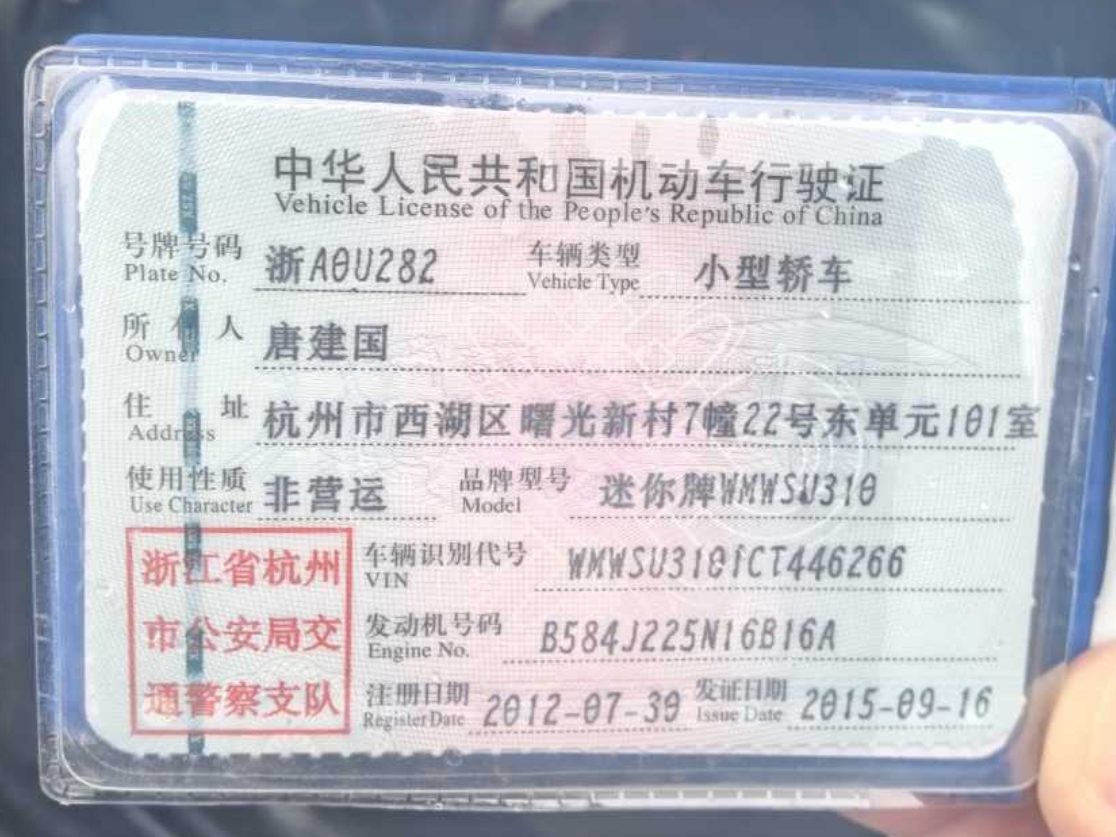 中华人民共和国机动车行驶证
Vehicle License of the People's Republic of China
号牌号码 浙A0U282 车辆类型 小型轿车
Plate No. Vehicle Type
所有人 唐建国
Owner
住址 杭州市西湖区曙光新村7幢22号东单元101室
Address
使用性质 非营运 品牌型号 迷你牌WMWSU310
Use Character Model
浙江省杭州
市公安局交
通警察支队
车辆识别代号 WMWSU3101CT446266
VIN
发动机号码 B584J225N16B16A
Engine No.
注册日期 2012-07-30 发证日期 2015-09-16
Register Date Issue Date